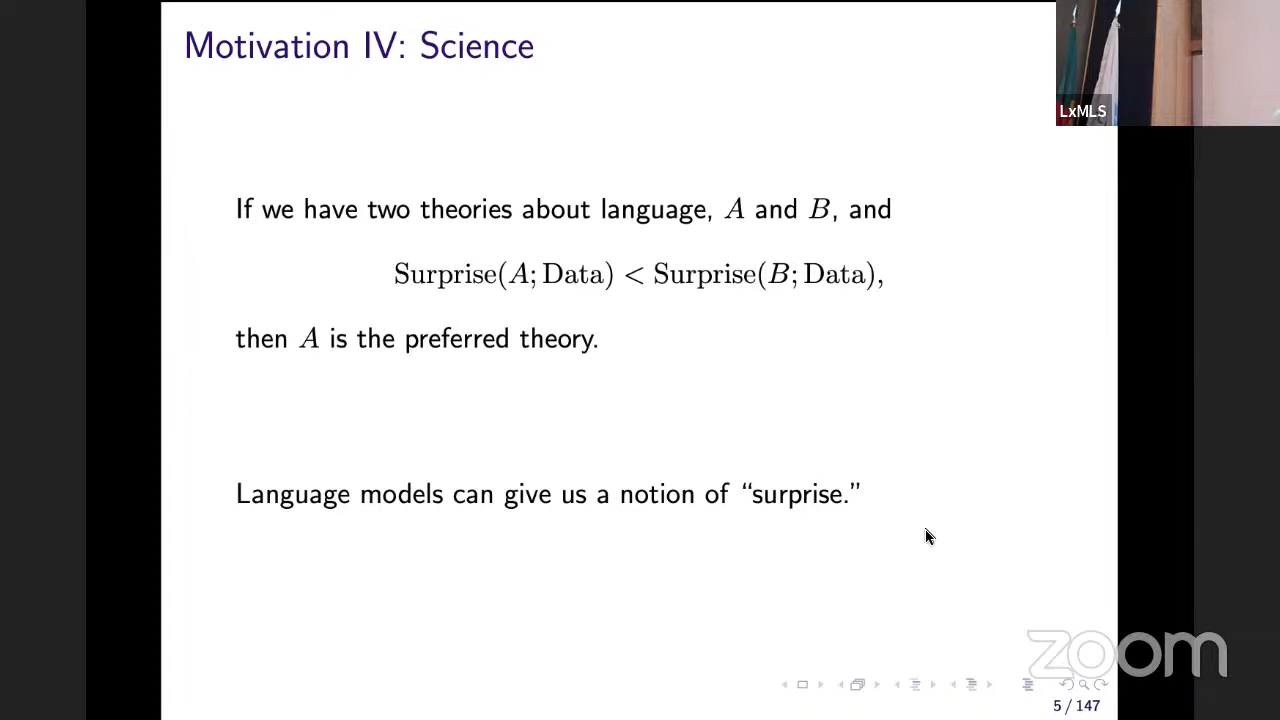 Motivation IV: Science
LxMLS
If we have two theories about language, A and B, and
Surprise(A; Data) < Surprise(B; Data),
then A is the preferred theory.
Language models can give us a notion of “surprise.”
zoom
5 / 147